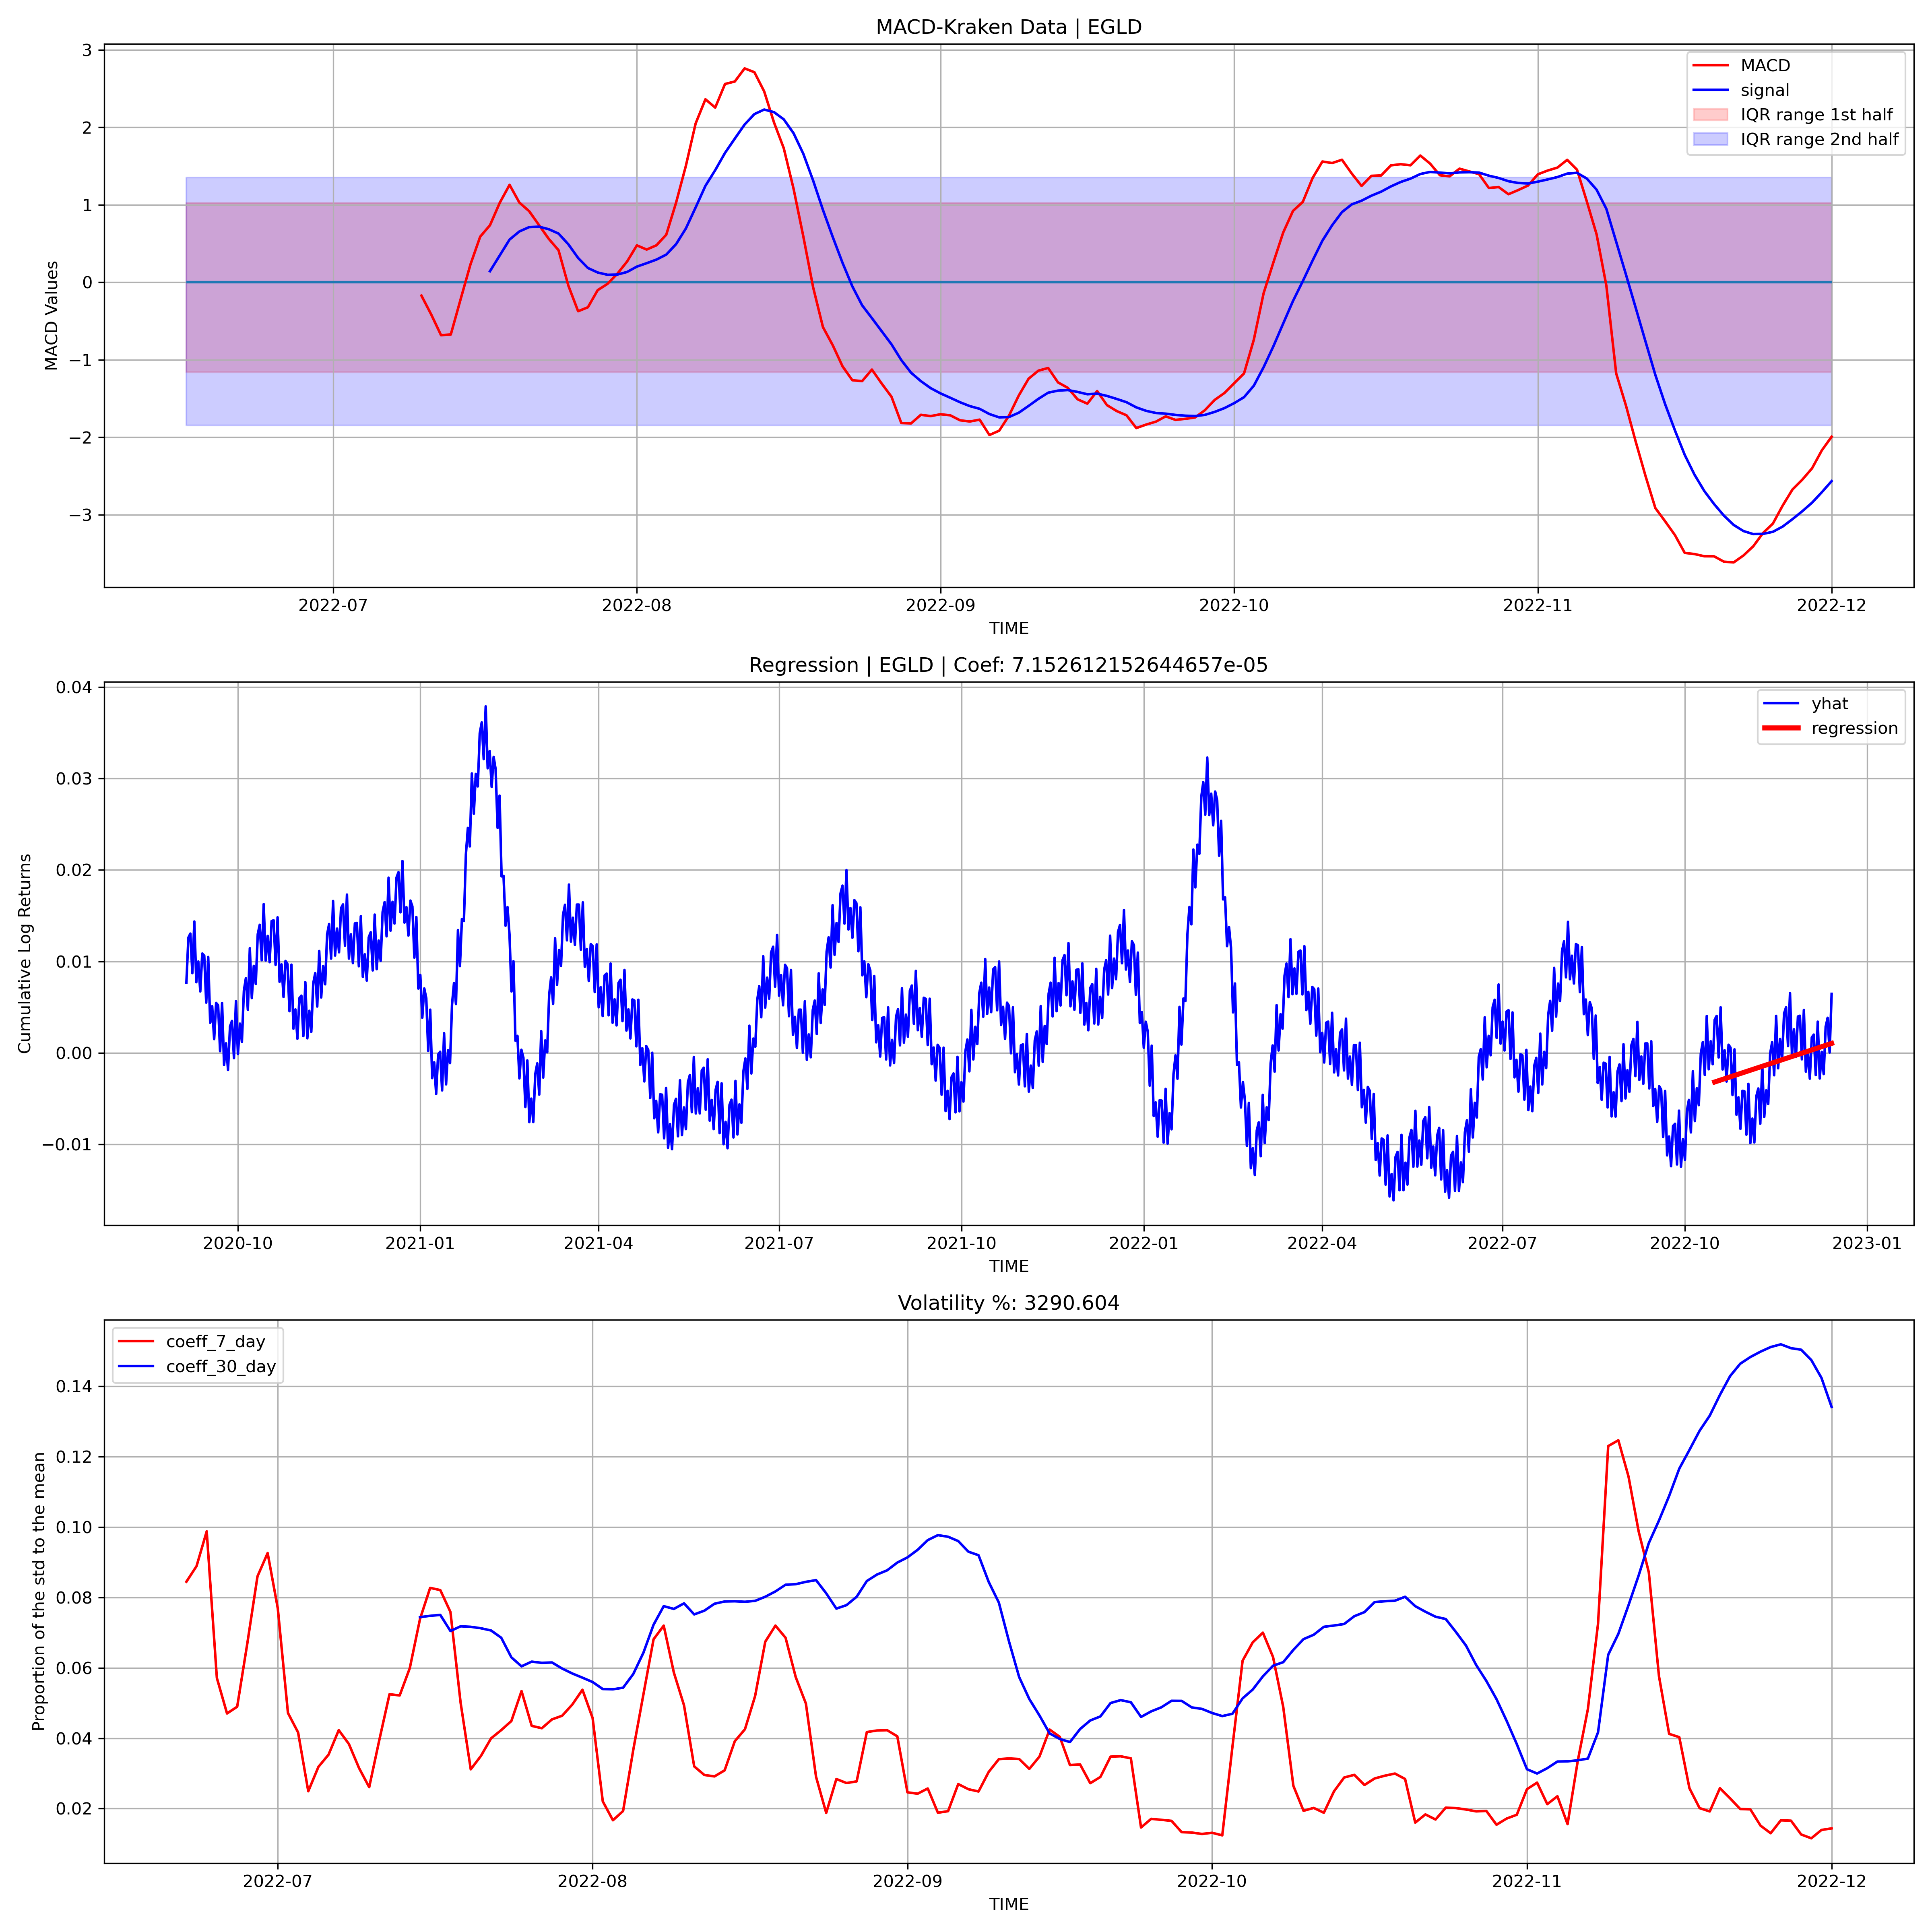 MACD-Kraken Data | EGLD
MACD Values
3
2
1
0
−1
−2
−3
MACD
signal
IQR range 1st half
IQR range 2nd half
2022-07 2022-08 2022-09 2022-10 2022-11 2022-12
TIME
Regression | EGLD | Coef: 7.152612152644657e-05
Cumulative Log Returns
0.04
0.03
0.02
0.01
0.00
−0.01
yhat
regression
2020-10 2021-01 2021-04 2021-07 2021-10 2022-01 2022-04 2022-07 2022-10 2023-01
TIME
Volatility %: 3290.604
Proportion of the std to the mean
0.14
0.12
0.10
0.08
0.06
0.04
0.02
coeff_7_day
coeff_30_day
2022-07 2022-08 2022-09 2022-10 2022-11 2022-12
TIME